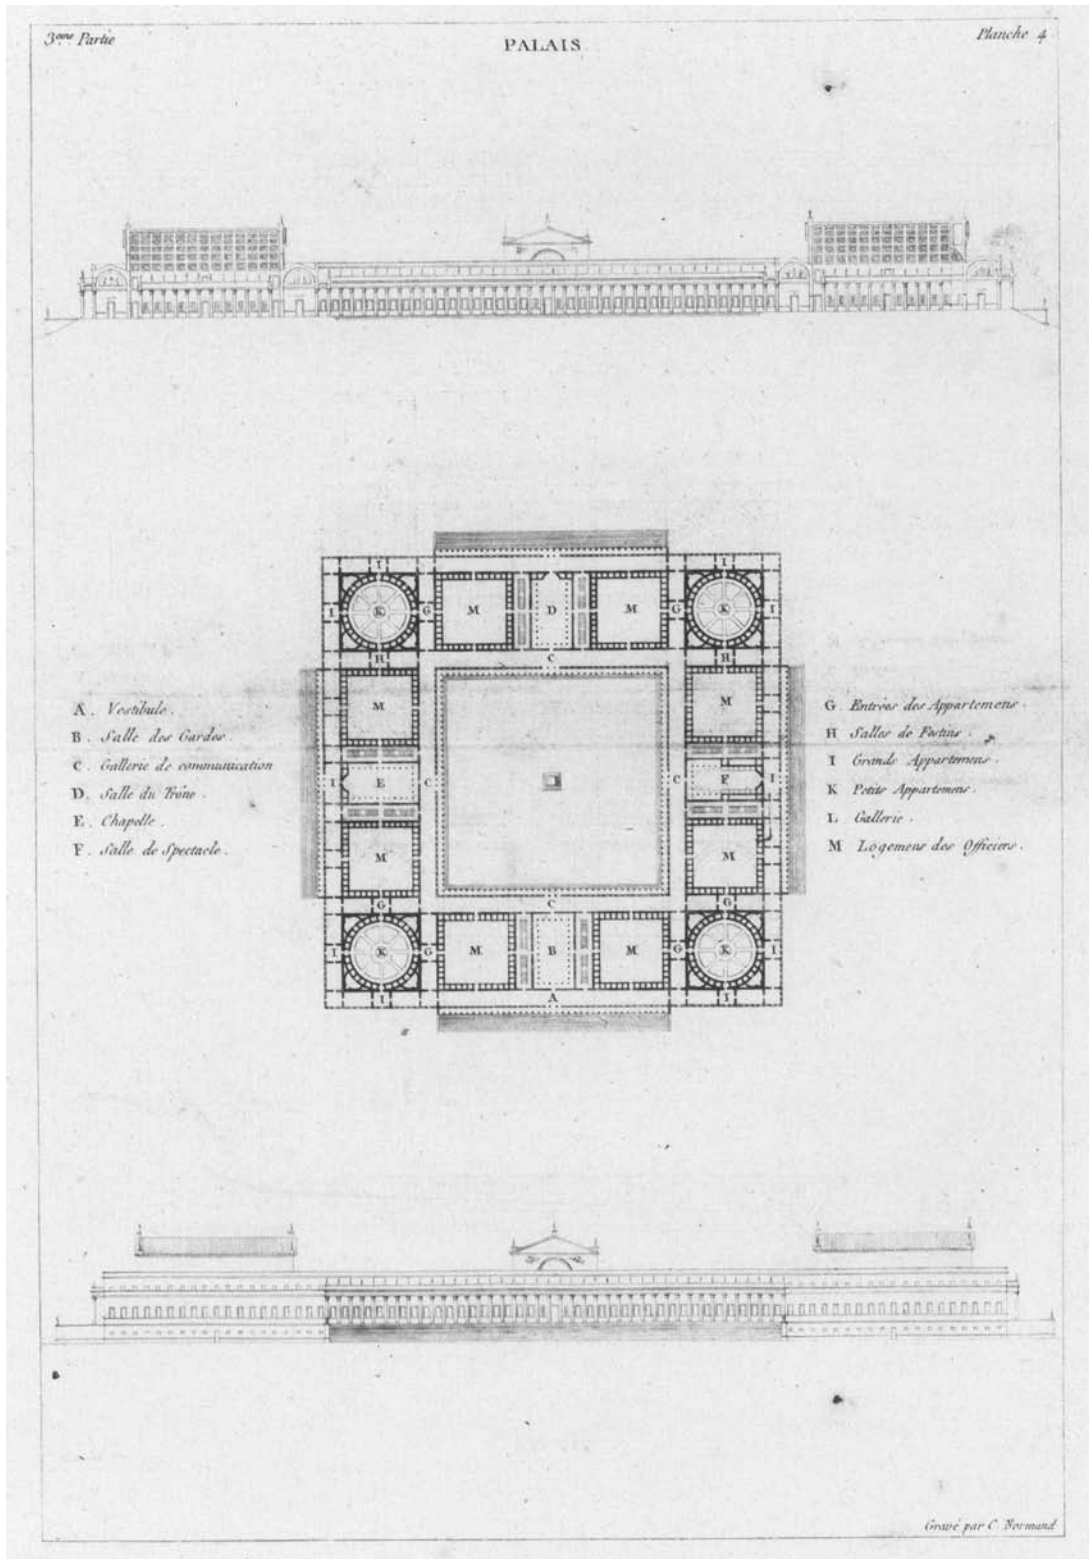 3eme Partie
PALAIS.
Planche 4
I
I
I
K
G
M
D
M
G
K
I
H
C
H
M
M
I
E
C
C
F
I
M
M
G
C
G
I
K
G
M
B
M
G
K
I
I
A
I
A. Vestibule.
B. Salle des Gardes.
C. Gallerie de communication
D. Salle du Trône.
E. Chapelle.
F. Salle de Spectacle.
G. Entrées des Appartemens.
H Salles de Festins.
I Grands Appartemens.
K Petits Appartemens.
L Gallerie.
M Logemens des Officiers.
Gravé par C. Normand